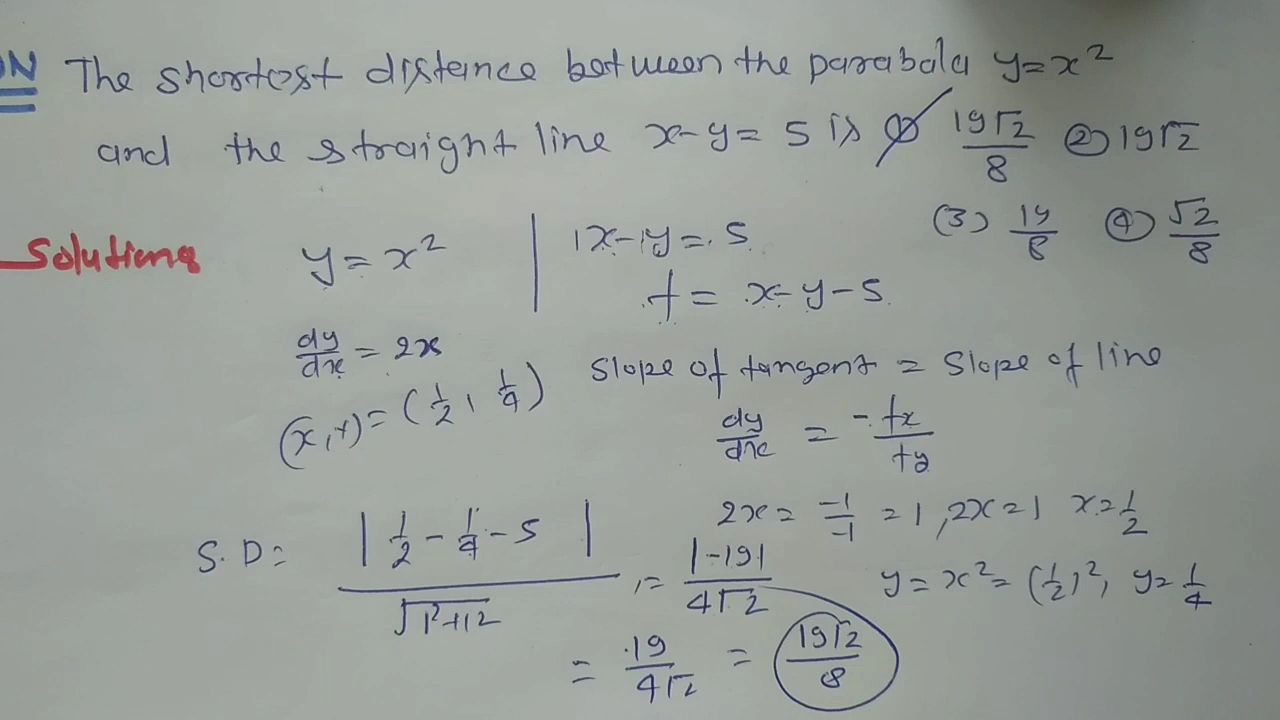 ON The shortest distance between the parabola y=x²
and the straight line x-y=5 is ① 19√2/8 ② 19√2
(3) 19/8 ④ √2/8
Solutions y=x² | 1x-1y=5
f = x-y-5
dy/dx = 2x Slope of tangent = Slope of line
(x,y)=(1/2, 1/4) dy/dx = -fx/fy
2x = -1/-1 = 1, 2x=1 x=1/2
S.D= |1/2 - 1/4 - 5| / √1²+1² = |-19|/4√2 y=x²=(1/2)², y=1/4
= 19/4√2 = 19√2/8